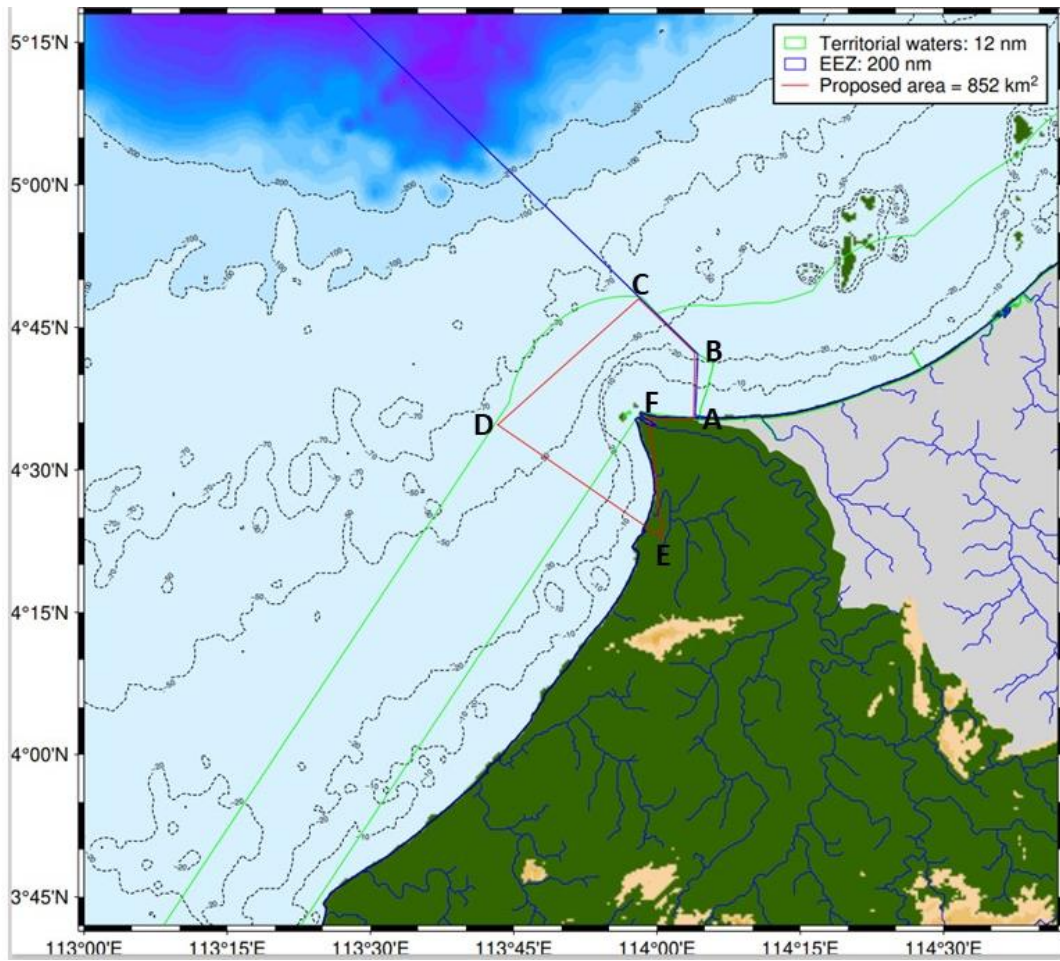 Territorial waters: 12 nm
EEZ: 200 nm
Proposed area = 852 km²
5°15'N
5°00'N
4°45'N
4°30'N
4°15'N
4°00'N
3°45'N
C
B
F
A
D
E
113°00'E
113°15'E
113°30'E
113°45'E
114°00'E
114°15'E
114°30'E